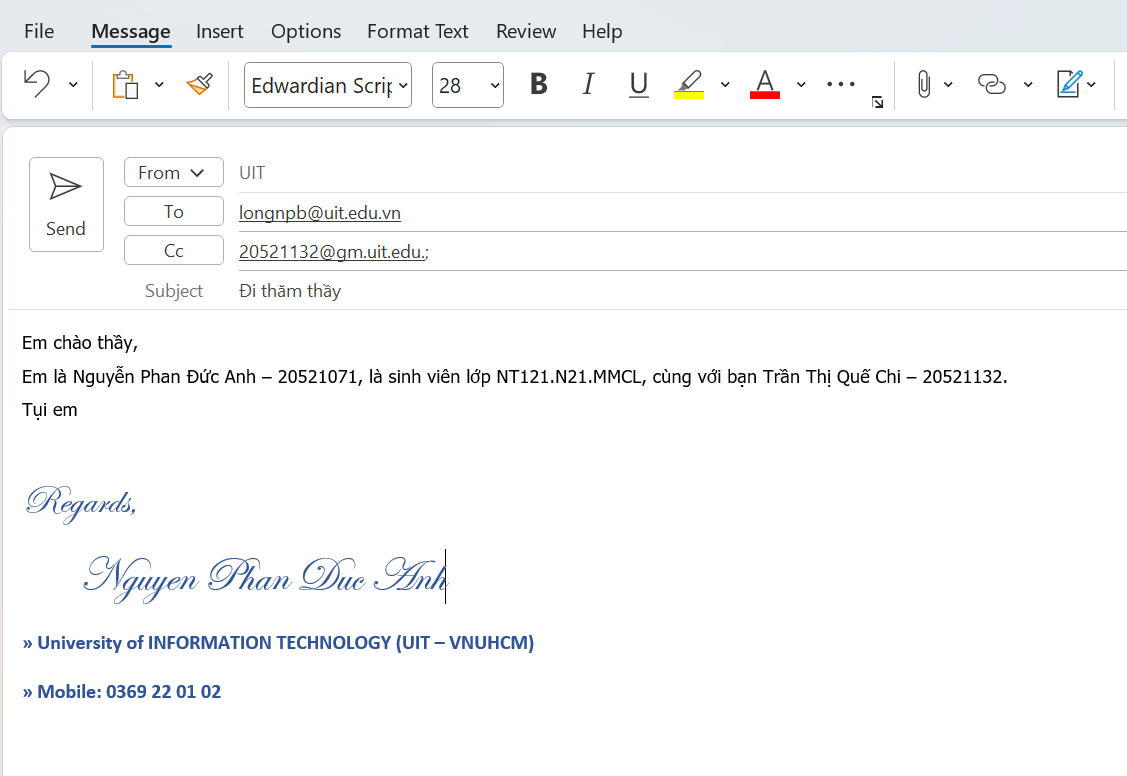 File Message Insert Options Format Text Review Help
Edwardian Scrip 28 B I U A
From UIT
Send
To longnpb@uit.edu.vn
Cc 20521132@gm.uit.edu.;
Subject Đi thăm thầy
Em chào thầy,
Em là Nguyễn Phan Đức Anh – 20521071, là sinh viên lớp NT121.N21.MMCL, cùng với bạn Trần Thị Quế Chi – 20521132.
Tụi em
Regards,
Nguyen Phan Duc Anh
» University of INFORMATION TECHNOLOGY (UIT – VNUHCM)
» Mobile: 0369 22 01 02